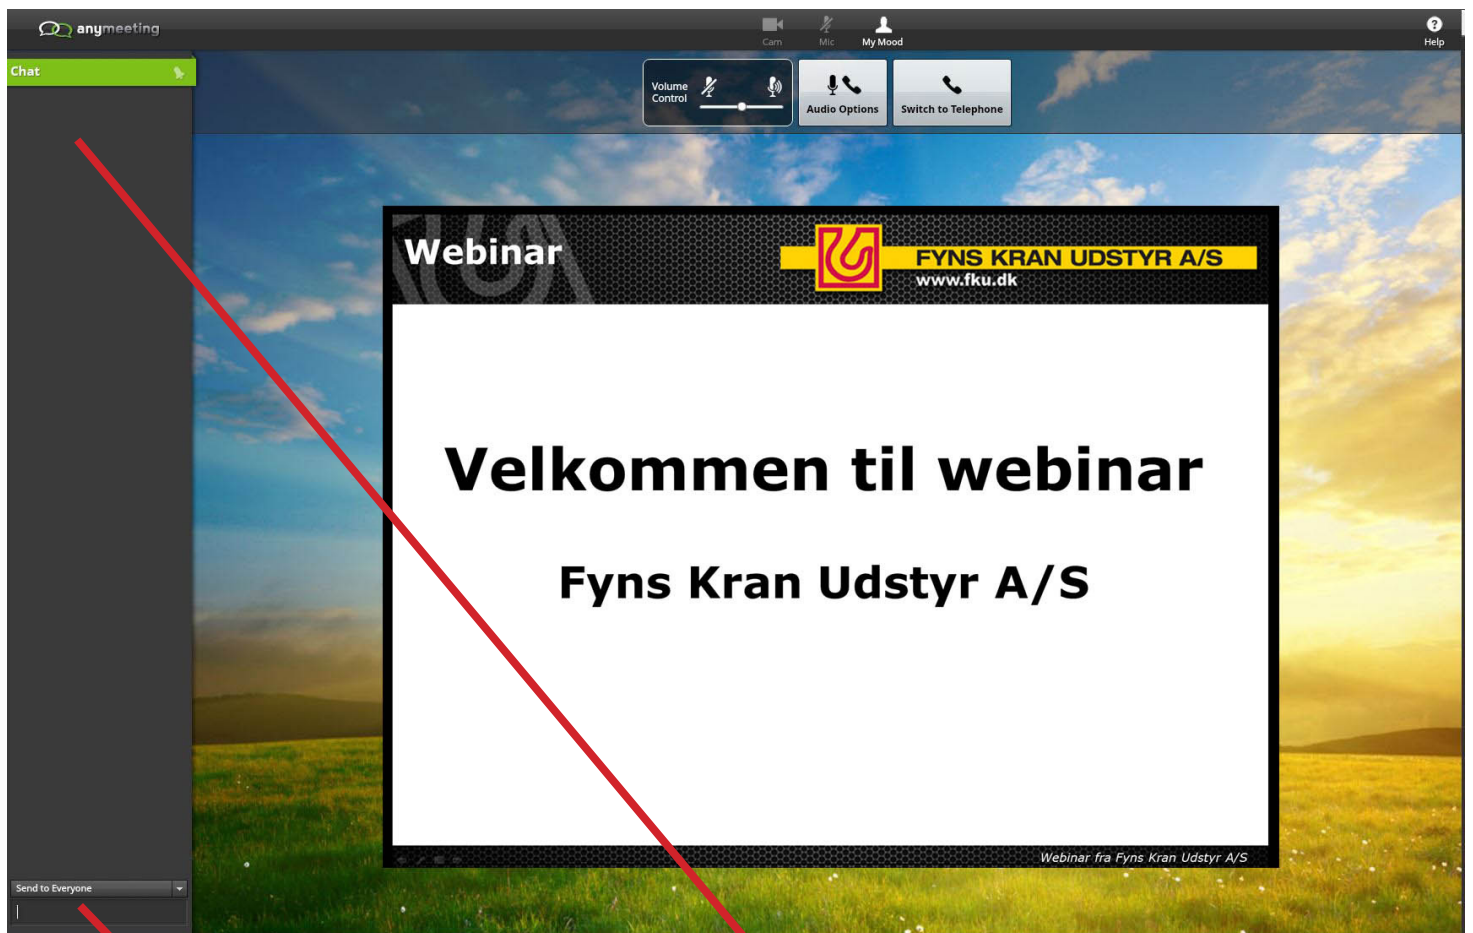 anymeeting
Cam
Mic
My Mood
Help
Chat
Volume
Control
Audio Options
Switch to Telephone
Webinar
FYNS KRAN UDSTYR A/S
www.fku.dk
Velkommen til webinar
Fyns Kran Udstyr A/S
Webinar fra Fyns Kran Udstyr A/S
Send to Everyone